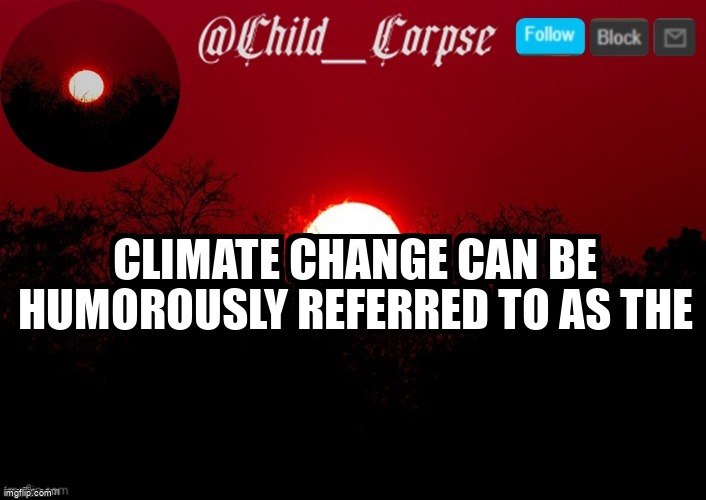 @Child_Corpse
Follow
Block
CLIMATE CHANGE CAN BE
HUMOROUSLY REFERRED TO AS THE
imgflip.com